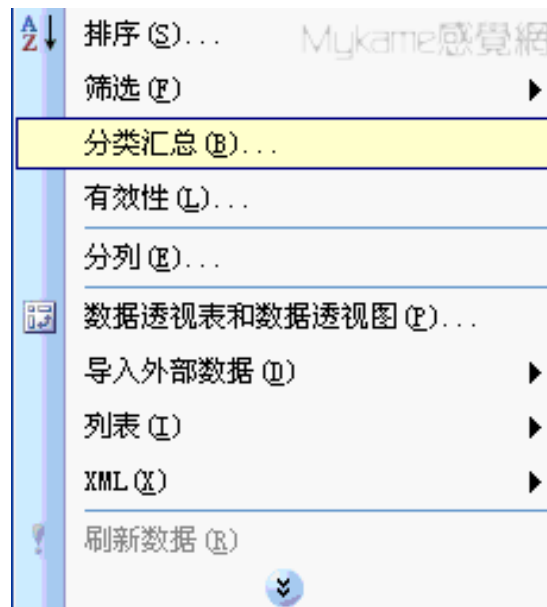 排序(S)...
Mykame感覺網
筛选(F)
分类汇总(B)...
有效性(L)...
分列(E)...
数据透视表和数据透视图(P)...
导入外部数据(D)
列表(I)
XML(X)
刷新数据(R)